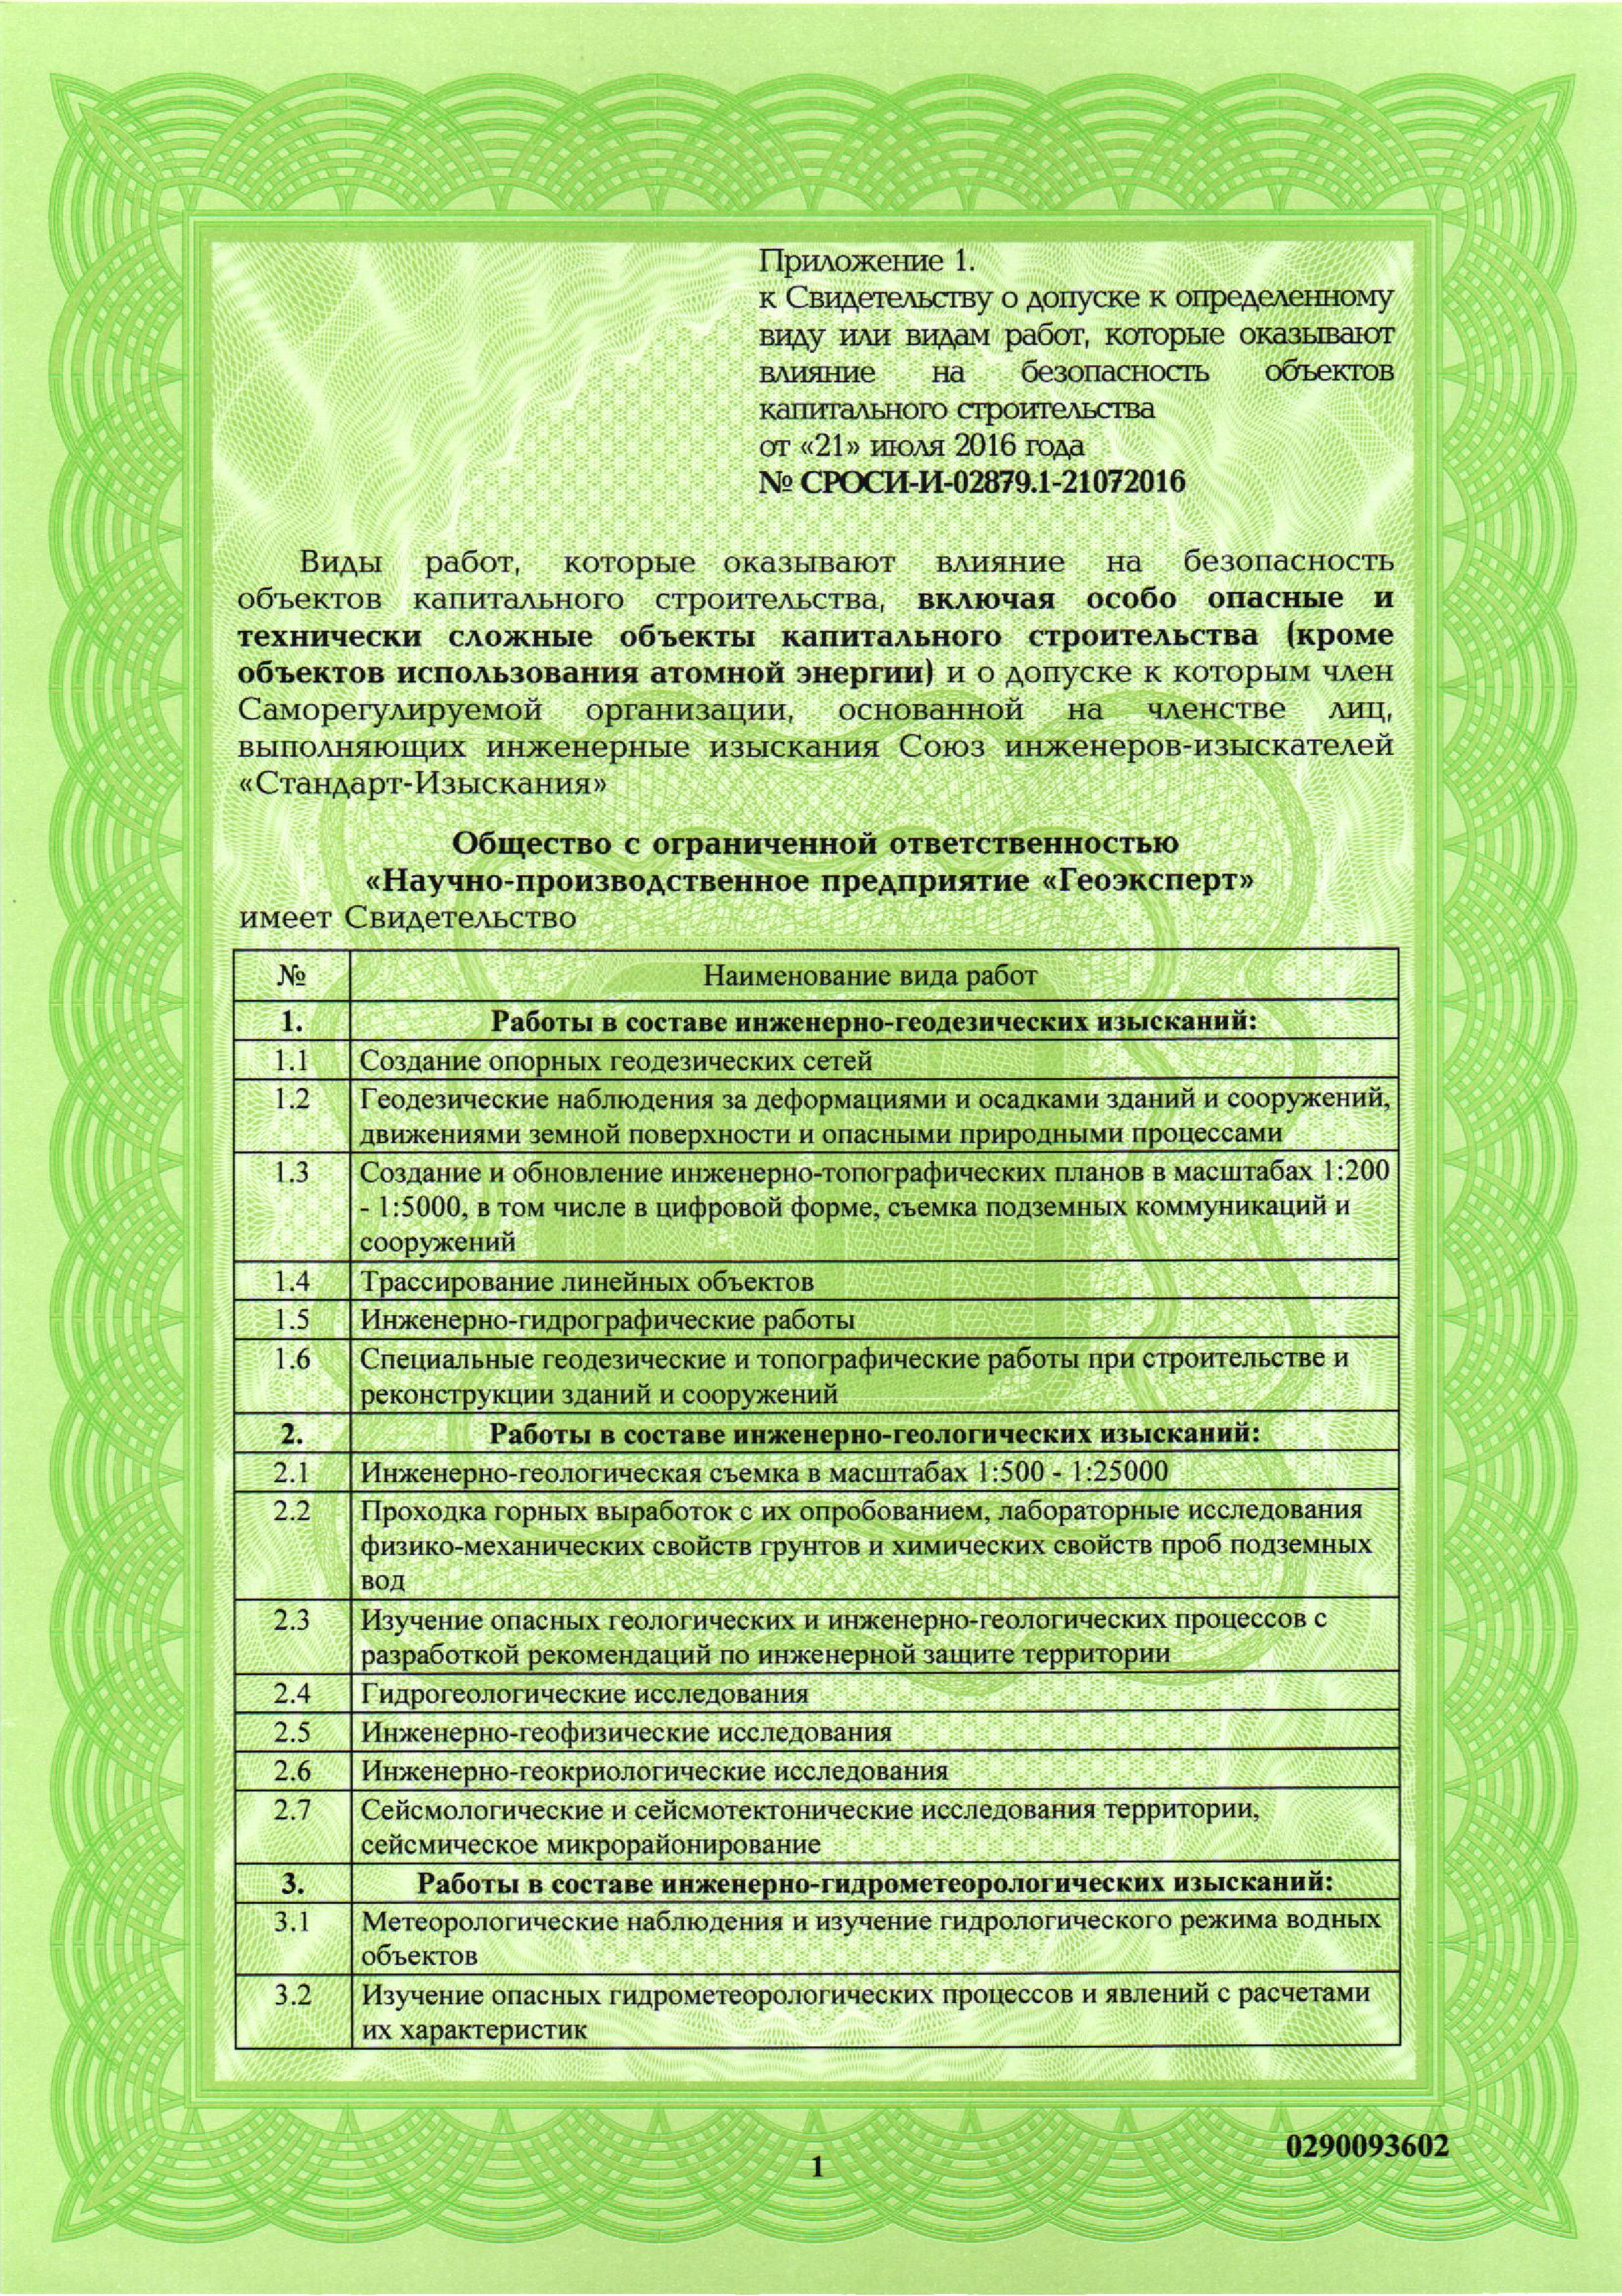 Приложение 1.
к Свидетельству о допуске к определенному
виду или видам работ, которые оказывают
влияние на безопасность объектов
капитального строительства
от «21» июля 2016 года
№ СРОСИ-И-02879.1-21072016
Виды работ, которые оказывают влияние на безопасность
объектов капитального строительства, включая особо опасные и
технически сложные объекты капитального строительства (кроме
объектов использования атомной энергии) и о допуске к которым член
Саморегулируемой организации, основанной на членстве лиц,
выполняющих инженерные изыскания Союз инженеров-изыскателей
«Стандарт-Изыскания»
Общество с ограниченной ответственностью
«Научно-производственное предприятие «Геоэксперт»
имеет Свидетельство
№ Наименование вида работ
1. Работы в составе инженерно-геодезических изысканий:
1.1 Создание опорных геодезических сетей
1.2 Геодезические наблюдения за деформациями и осадками зданий и сооружений,
движениями земной поверхности и опасными природными процессами
1.3 Создание и обновление инженерно-топографических планов в масштабах 1:200
- 1:5000, в том числе в цифровой форме, съемка подземных коммуникаций и
сооружений
1.4 Трассирование линейных объектов
1.5 Инженерно-гидрографические работы
1.6 Специальные геодезические и топографические работы при строительстве и
реконструкции зданий и сооружений
2. Работы в составе инженерно-геологических изысканий:
2.1 Инженерно-геологическая съемка в масштабах 1:500 - 1:25000
2.2 Проходка горных выработок с их опробованием, лабораторные исследования
физико-механических свойств грунтов и химических свойств проб подземных
вод
2.3 Изучение опасных геологических и инженерно-геологических процессов с
разработкой рекомендаций по инженерной защите территории
2.4 Гидрогеологические исследования
2.5 Инженерно-геофизические исследования
2.6 Инженерно-геокриологические исследования
2.7 Сейсмологические и сейсмотектонические исследования территории,
сейсмическое микрорайонирование
3. Работы в составе инженерно-гидрометеорологических изысканий:
3.1 Метеорологические наблюдения и изучение гидрологического режима водных
объектов
3.2 Изучение опасных гидрометеорологических процессов и явлений с расчетами
их характеристик
0290093602
1